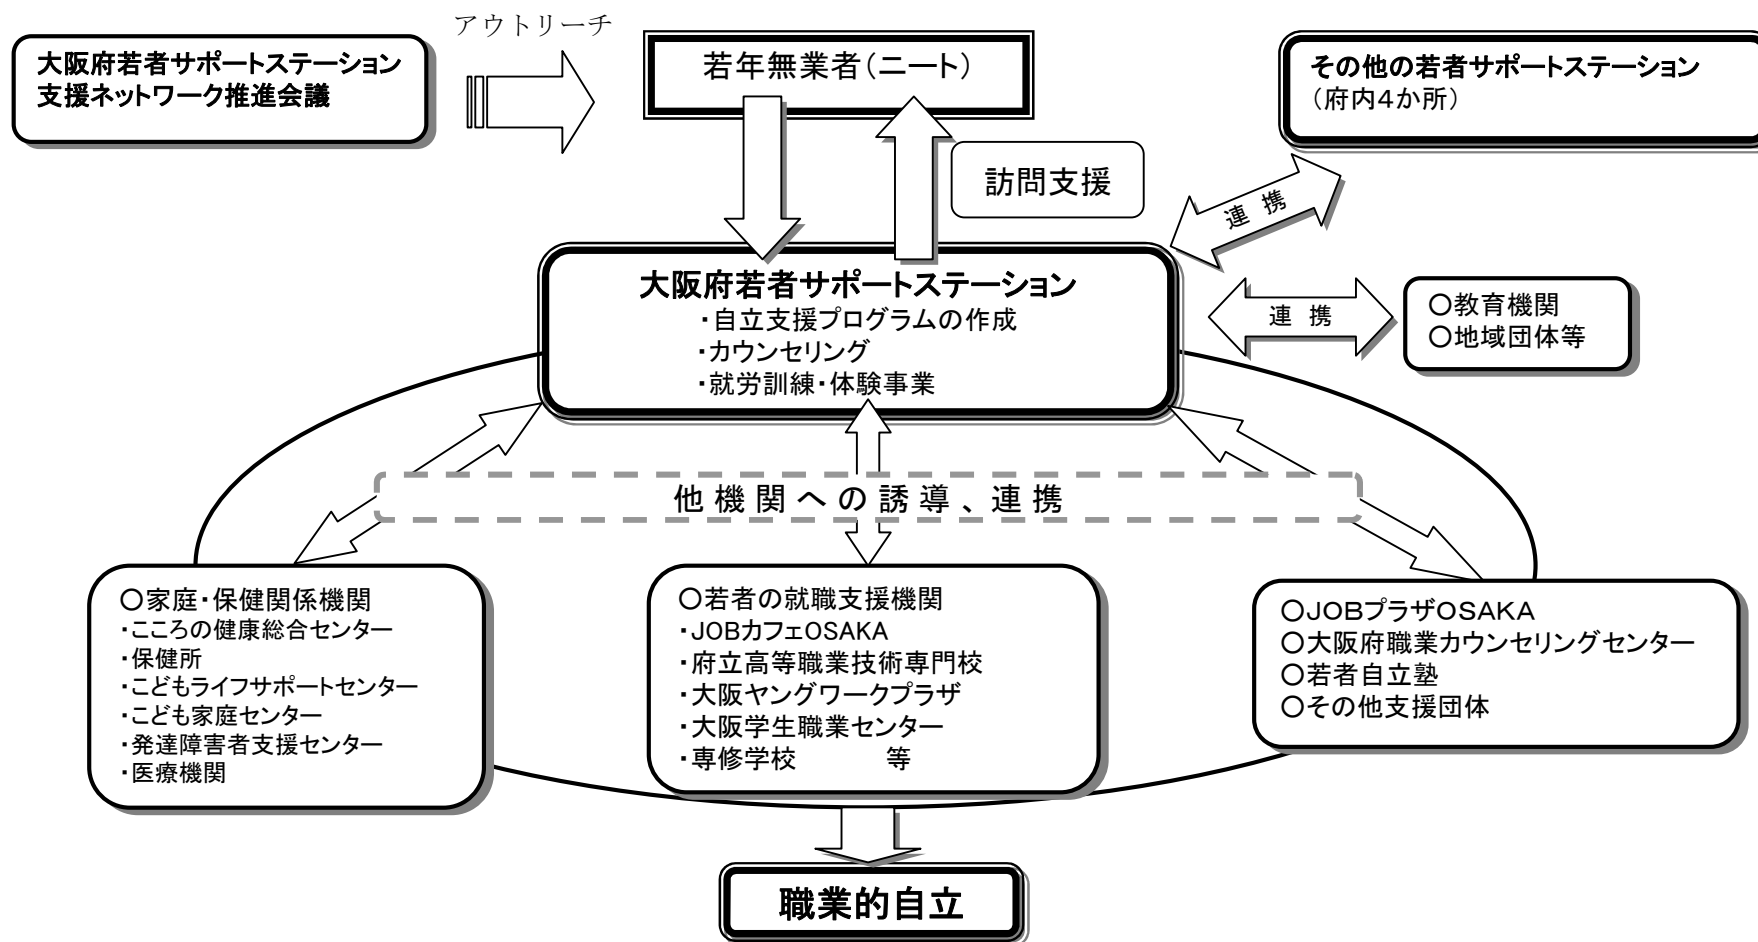 アウトリーチ
大阪府若者サポートステーション
支援ネットワーク推進会議
若年無業者(ニート)
その他の若者サポートステーション
(府内4か所)
訪問支援
連 携
大阪府若者サポートステーション
・自立支援プログラムの作成
・カウンセリング
・就労訓練・体験事業
連 携
○教育機関
○地域団体等
他機関への誘導、連携
○家庭・保健関係機関
・こころの健康総合センター
・保健所
・こどもライフサポートセンター
・こども家庭センター
・発達障害者支援センター
・医療機関
○若者の就職支援機関
・JOBカフェOSAKA
・府立高等職業技術専門校
・大阪ヤングワークプラザ
・大阪学生職業センター
・専修学校 等
○JOBプラザOSAKA
○大阪府職業カウンセリングセンター
○若者自立塾
○その他支援団体
職業的自立